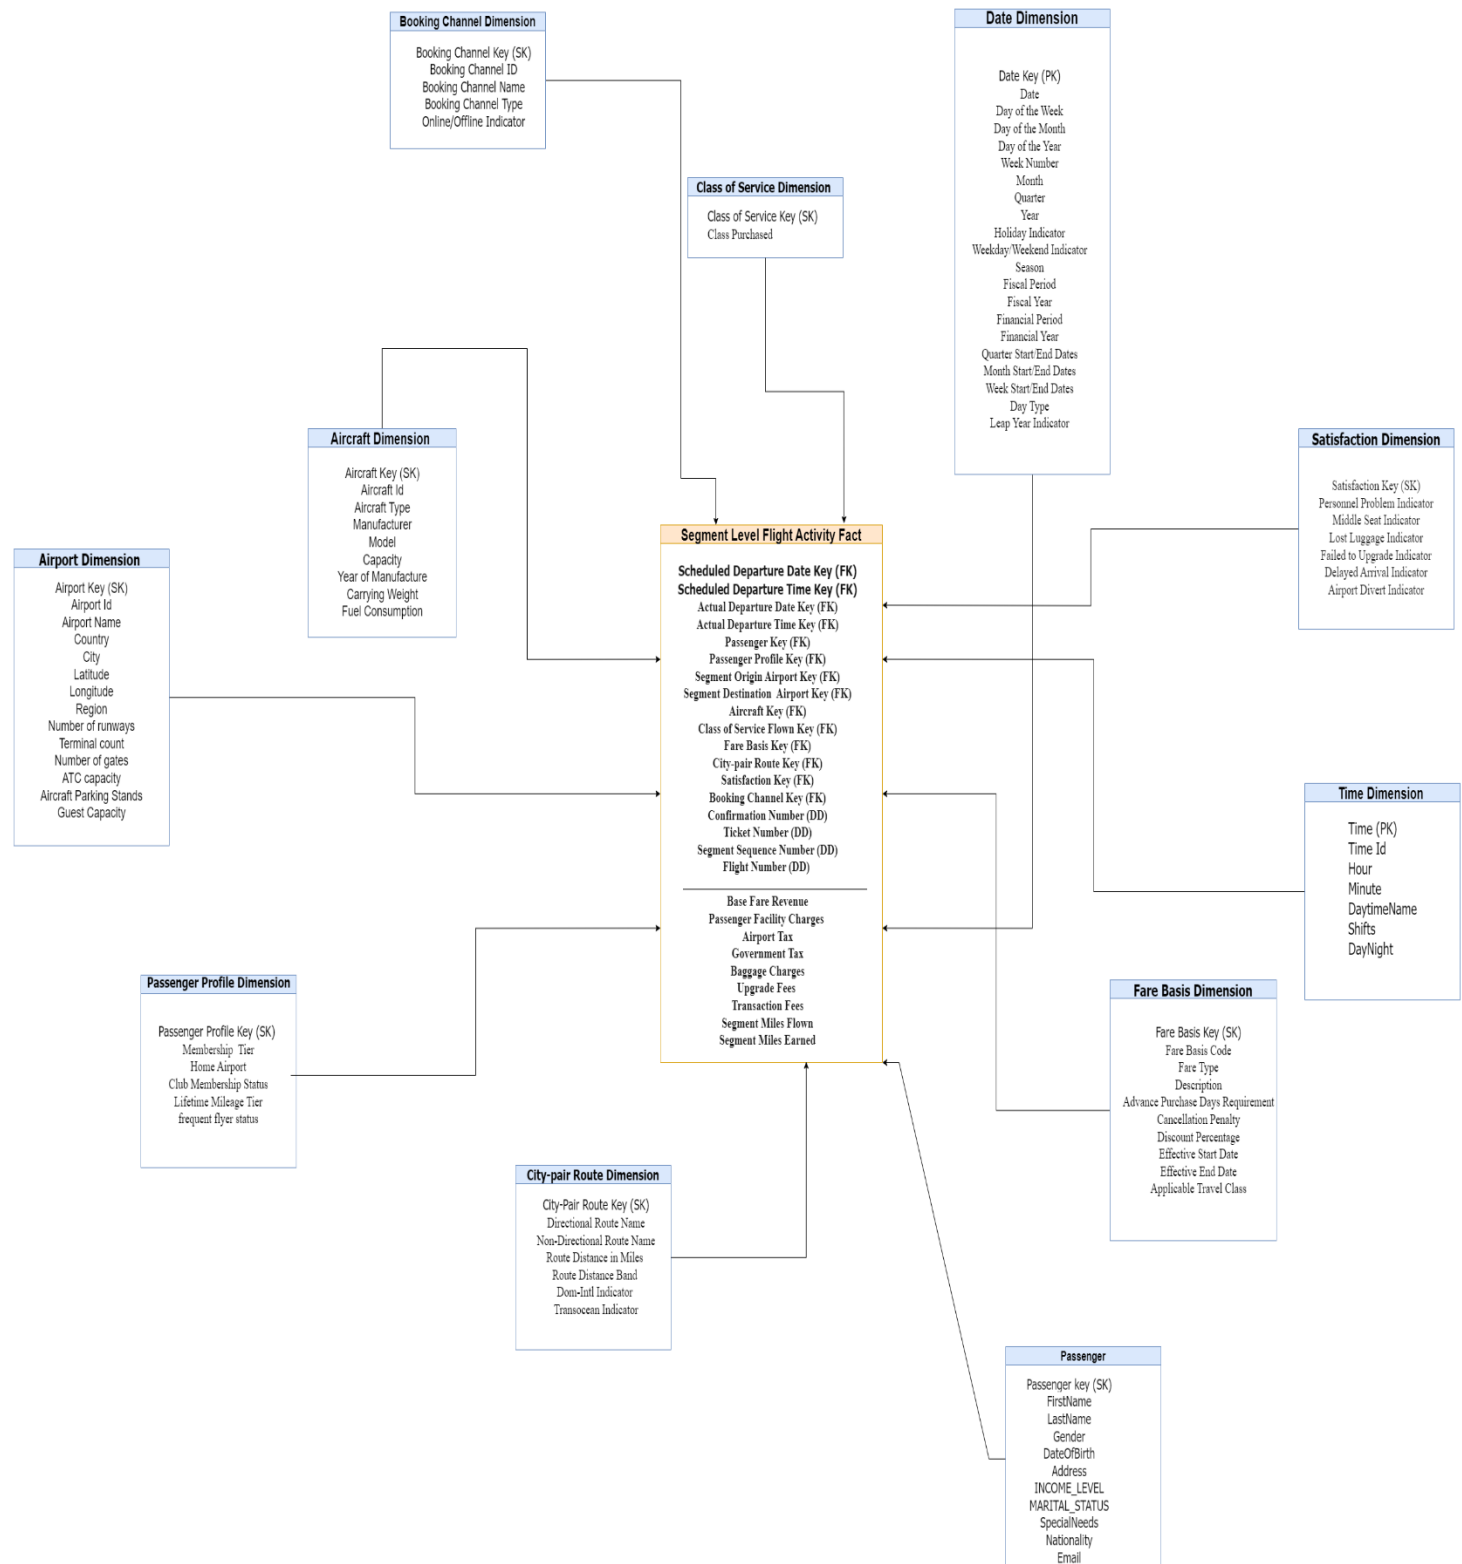 Booking Channel Dimension
Booking Channel Key (SK)
Booking Channel ID
Booking Channel Name
Booking Channel Type
Online/Offline Indicator
Date Dimension
Date Key (PK)
Date
Day of the Week
Day of the Month
Day of the Year
Week Number
Month
Quarter
Year
Holiday Indicator
Weekday/Weekend Indicator
Season
Fiscal Period
Fiscal Year
Financial Period
Financial Year
Quarter Start/End Dates
Month Start/End Dates
Week Start/End Dates
Day Type
Leap Year Indicator
Class of Service Dimension
Class of Service Key (SK)
Class Purchased
Aircraft Dimension
Aircraft Key (SK)
Aircraft Id
Aircraft Type
Manufacturer
Model
Capacity
Year of Manufacture
Carrying Weight
Fuel Consumption
Satisfaction Dimension
Satisfaction Key (SK)
Personnel Problem Indicator
Middle Seat Indicator
Lost Luggage Indicator
Failed to Upgrade Indicator
Delayed Arrival Indicator
Airport Divert Indicator
Airport Dimension
Airport Key (SK)
Airport Id
Airport Name
Country
City
Latitude
Longitude
Region
Number of runways
Terminal count
Number of gates
ATC capacity
Aircraft Parking Stands
Guest Capacity
Segment Level Flight Activity Fact
Scheduled Departure Date Key (FK)
Scheduled Departure Time Key (FK)
Actual Departure Date Key (FK)
Actual Departure Time Key (FK)
Passenger Key (FK)
Passenger Profile Key (FK)
Segment Origin Airport Key (FK)
Segment Destination Airport Key (FK)
Aircraft Key (FK)
Class of Service Flown Key (FK)
Fare Basis Key (FK)
City-pair Route Key (FK)
Satisfaction Key (FK)
Booking Channel Key (FK)
Confirmation Number (DD)
Ticket Number (DD)
Segment Sequence Number (DD)
Flight Number (DD)
Base Fare Revenue
Passenger Facility Charges
Airport Tax
Government Tax
Baggage Charges
Upgrade Fees
Transaction Fees
Segment Miles Flown
Segment Miles Earned
Time Dimension
Time (PK)
Time Id
Hour
Minute
DaytimeName
Shifts
DayNight
Passenger Profile Dimension
Passenger Profile Key (SK)
Membership Tier
Home Airport
Club Membership Status
Lifetime Mileage Tier
frequent flyer status
Fare Basis Dimension
Fare Basis Key (SK)
Fare Basis Code
Fare Type
Description
Advance Purchase Days Requirement
Cancellation Penalty
Discount Percentage
Effective Start Date
Effective End Date
Applicable Travel Class
City-pair Route Dimension
City-Pair Route Key (SK)
Directional Route Name
Non-Directional Route Name
Route Distance in Miles
Route Distance Band
Dom-Intl Indicator
Transocean Indicator
Passenger
Passenger key (SK)
FirstName
LastName
Gender
DateOfBirth
Address
INCOME_LEVEL
MARITAL_STATUS
SpecialNeeds
Nationality
Email